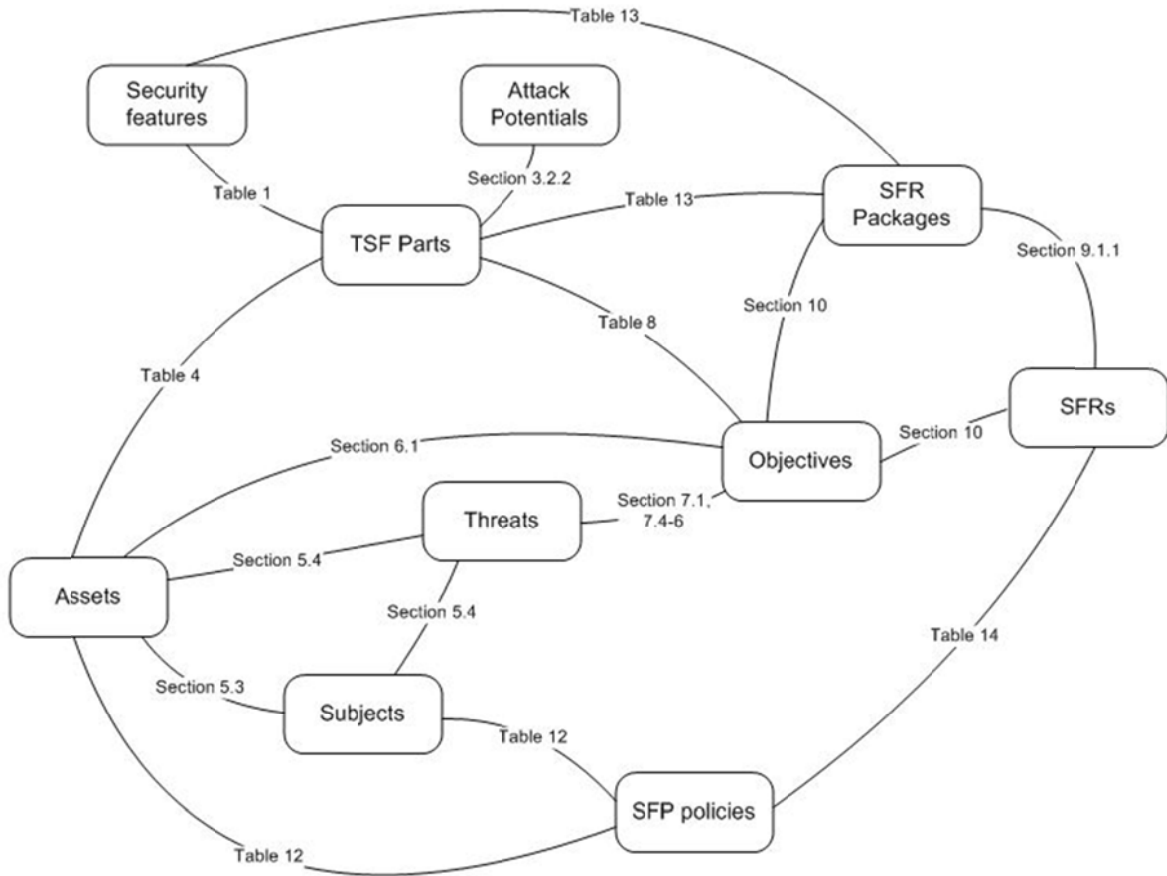 Table 13
Security
features
Attack
Potentials
Table 1
Section 3.2.2
SFR
Packages
Table 13
TSF Parts
Section 9.1.1
Section 10
Table 8
Table 4
SFRs
Section 6.1
Section 10
Objectives
Threats
Section 7.1,
7.4-6
Section 5.4
Assets
Section 5.4
Table 14
Section 5.3
Subjects
Table 12
SFP policies
Table 12